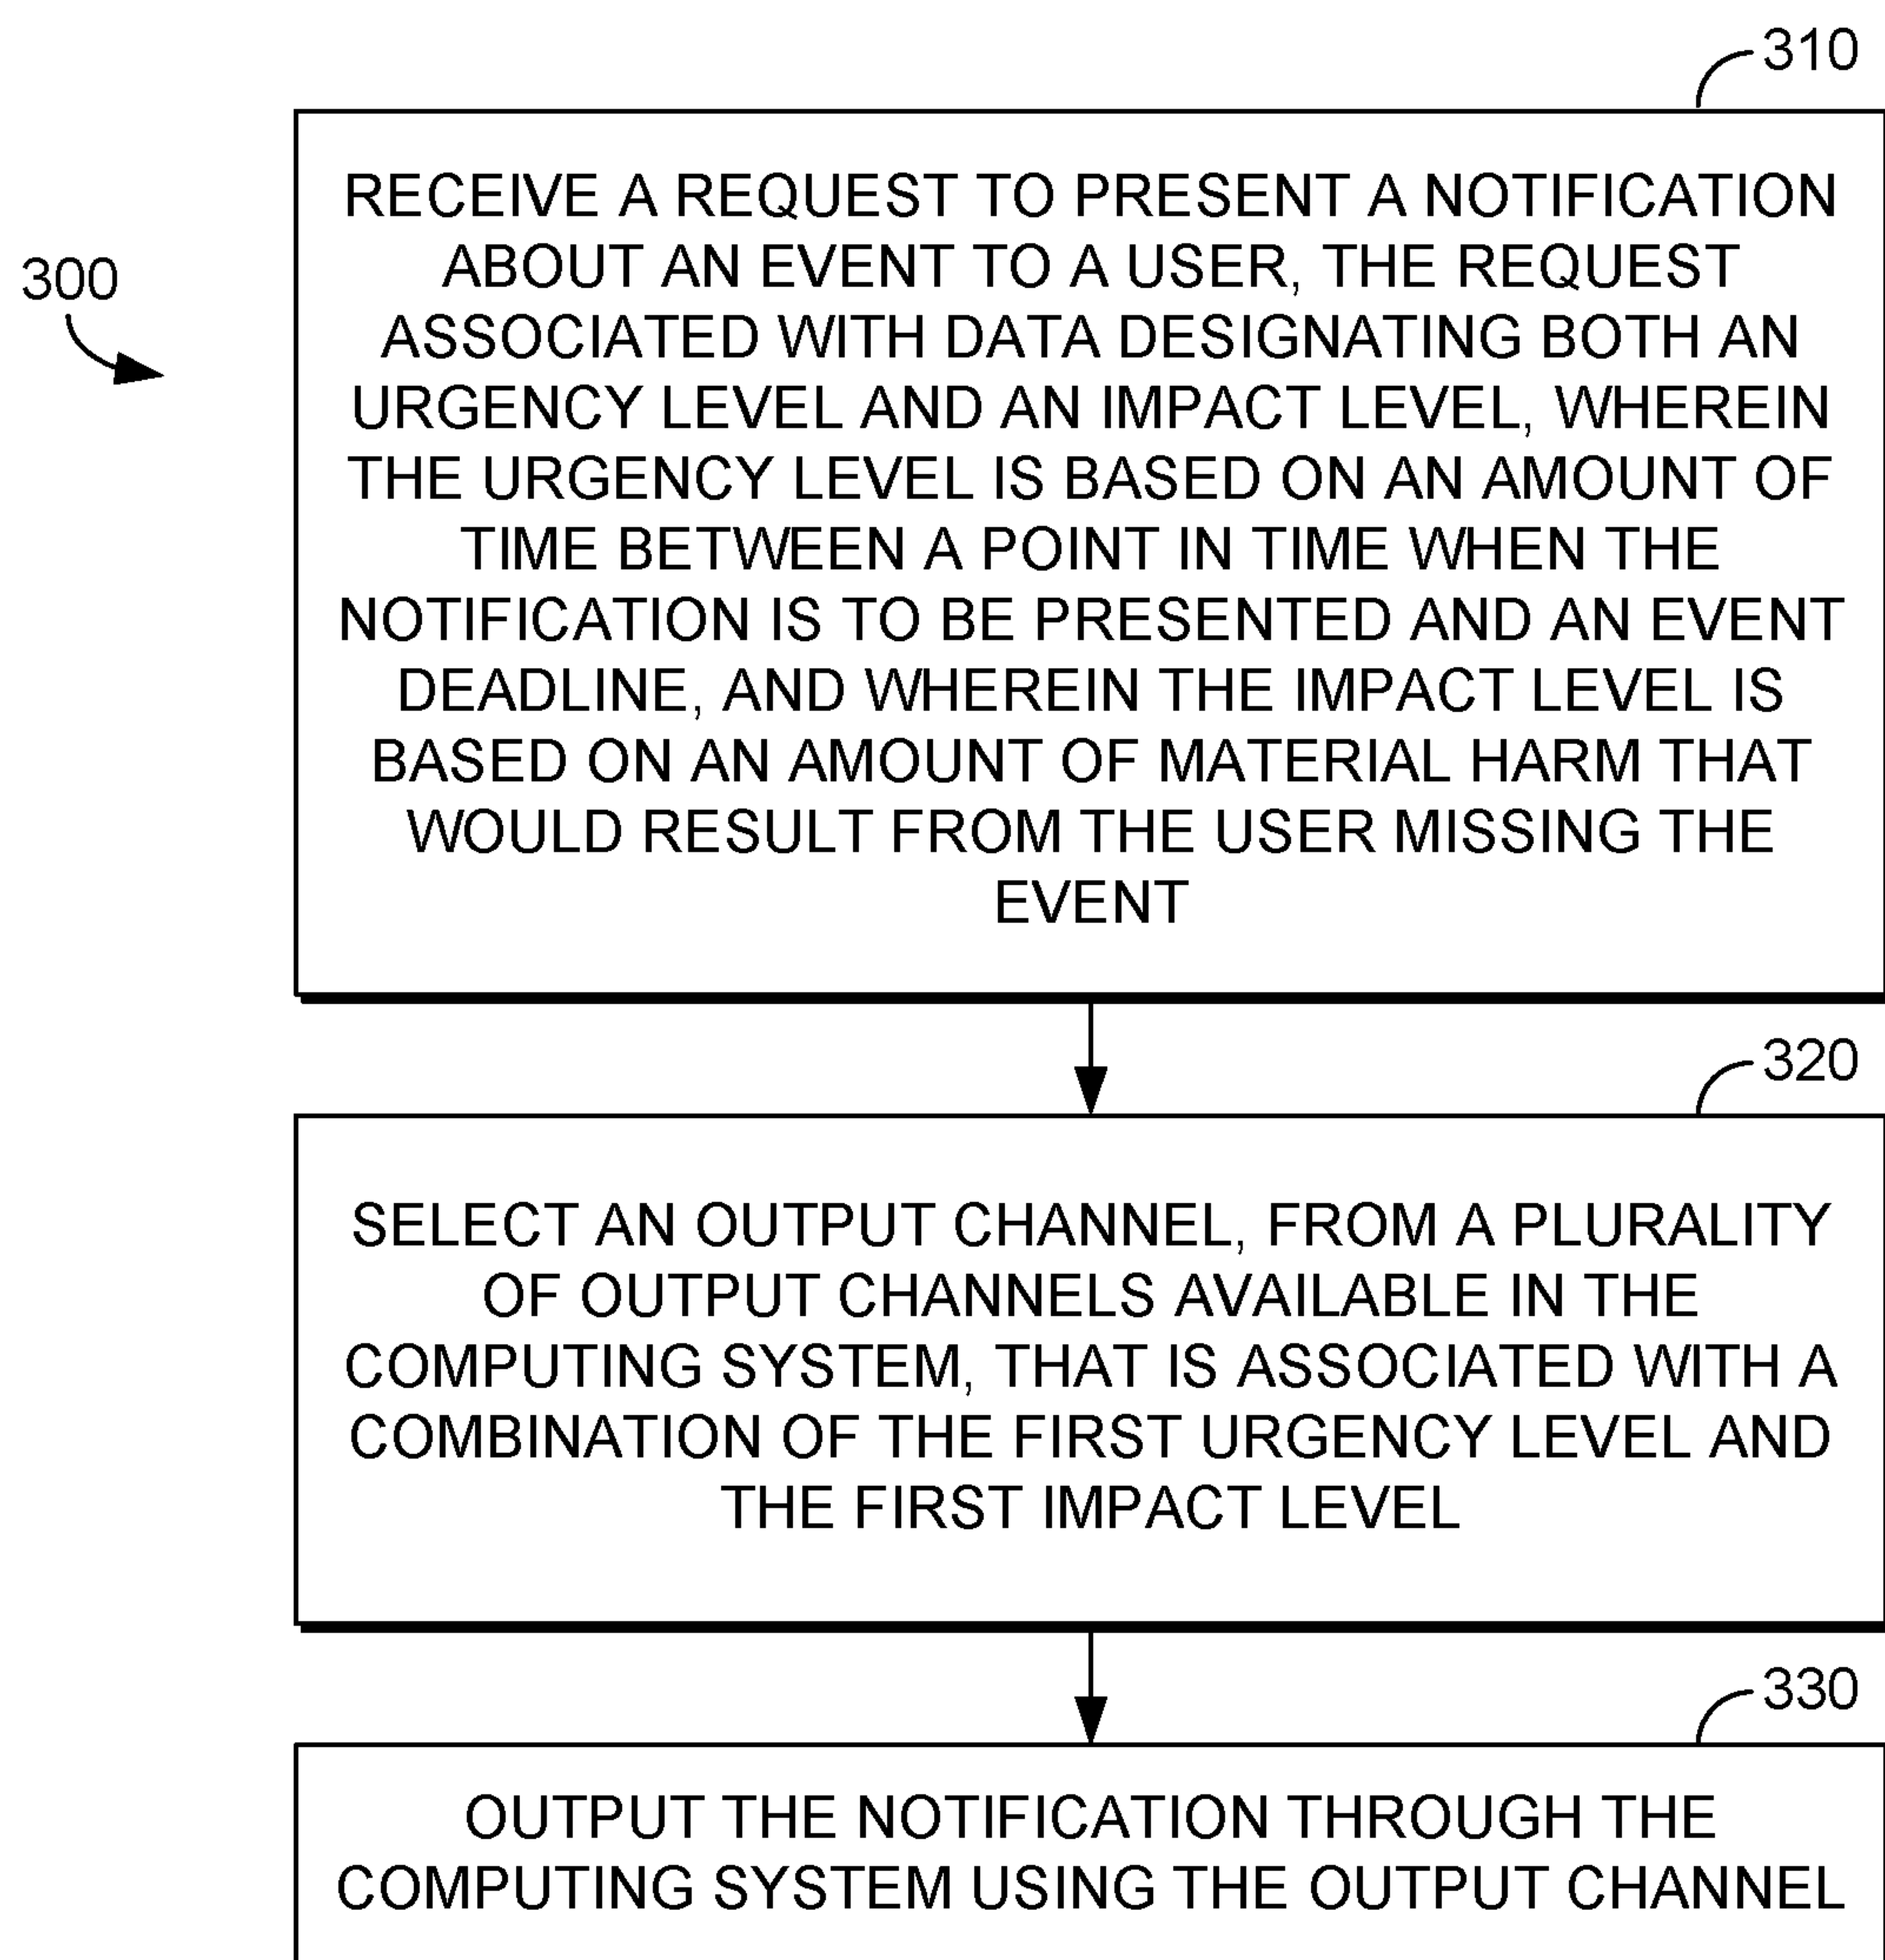 310
300
RECEIVE A REQUEST TO PRESENT A NOTIFICATION
ABOUT AN EVENT TO A USER, THE REQUEST
ASSOCIATED WITH DATA DESIGNATING BOTH AN
URGENCY LEVEL AND AN IMPACT LEVEL, WHEREIN
THE URGENCY LEVEL IS BASED ON AN AMOUNT OF
TIME BETWEEN A POINT IN TIME WHEN THE
NOTIFICATION IS TO BE PRESENTED AND AN EVENT
DEADLINE, AND WHEREIN THE IMPACT LEVEL IS
BASED ON AN AMOUNT OF MATERIAL HARM THAT
WOULD RESULT FROM THE USER MISSING THE
EVENT
320
SELECT AN OUTPUT CHANNEL, FROM A PLURALITY
OF OUTPUT CHANNELS AVAILABLE IN THE
COMPUTING SYSTEM, THAT IS ASSOCIATED WITH A
COMBINATION OF THE FIRST URGENCY LEVEL AND
THE FIRST IMPACT LEVEL
330
OUTPUT THE NOTIFICATION THROUGH THE
COMPUTING SYSTEM USING THE OUTPUT CHANNEL